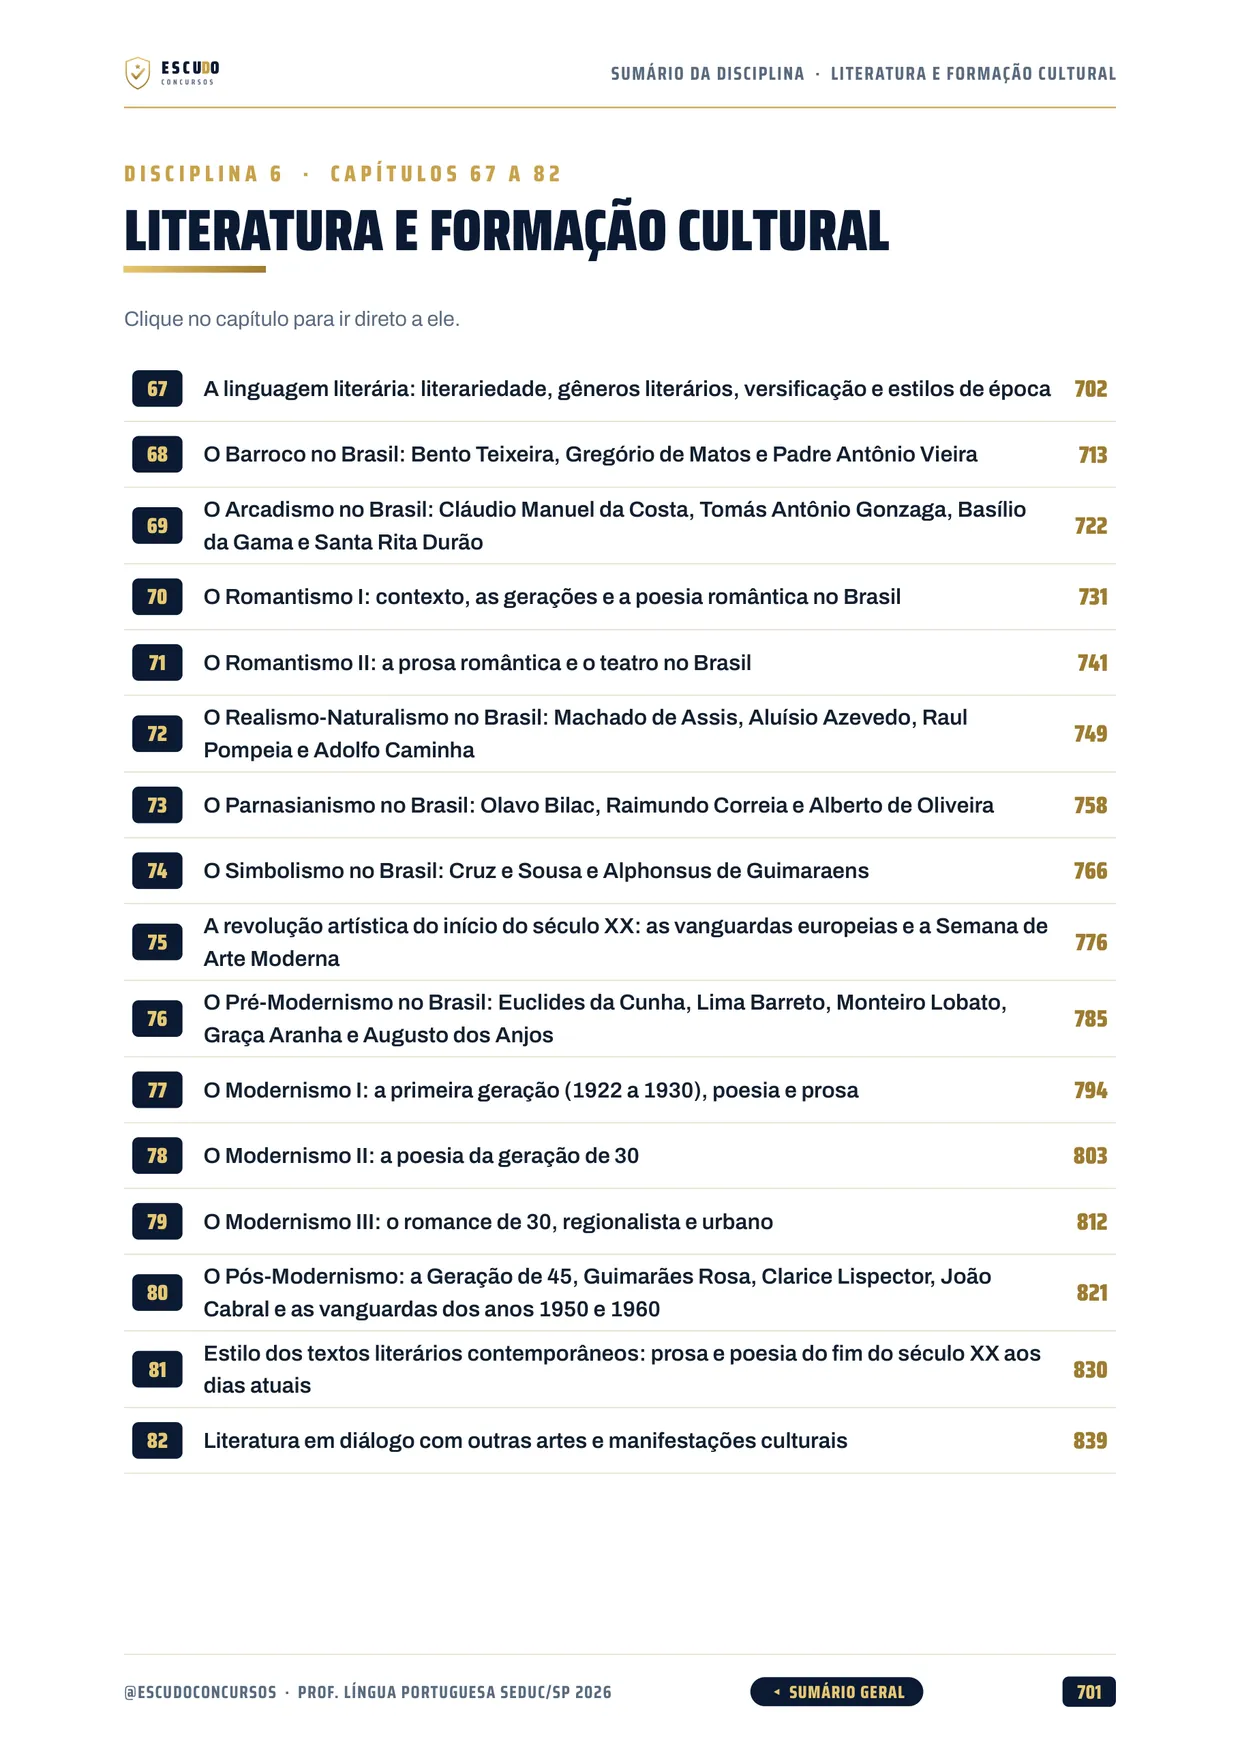 ESCUDO
CONCURSOS
SUMÁRIO DA DISCIPLINA · LITERATURA E FORMAÇÃO CULTURAL
DISCIPLINA 6 · CAPÍTULOS 67 A 82
LITERATURA E FORMAÇÃO CULTURAL
Clique no capítulo para ir direto a ele.
67 A linguagem literária: literariedade, gêneros literários, versificação e estilos de época 702
68 O Barroco no Brasil: Bento Teixeira, Gregório de Matos e Padre Antônio Vieira 713
69 O Arcadismo no Brasil: Cláudio Manuel da Costa, Tomás Antônio Gonzaga, Basílio
da Gama e Santa Rita Durão 722
70 O Romantismo I: contexto, as gerações e a poesia romântica no Brasil 731
71 O Romantismo II: a prosa romântica e o teatro no Brasil 741
72 O Realismo-Naturalismo no Brasil: Machado de Assis, Aluísio Azevedo, Raul
Pompeia e Adolfo Caminha 749
73 O Parnasianismo no Brasil: Olavo Bilac, Raimundo Correia e Alberto de Oliveira 758
74 O Simbolismo no Brasil: Cruz e Sousa e Alphonsus de Guimaraens 766
75 A revolução artística do início do século XX: as vanguardas europeias e a Semana de
Arte Moderna 776
76 O Pré-Modernismo no Brasil: Euclides da Cunha, Lima Barreto, Monteiro Lobato,
Graça Aranha e Augusto dos Anjos 785
77 O Modernismo I: a primeira geração (1922 a 1930), poesia e prosa 794
78 O Modernismo II: a poesia da geração de 30 803
79 O Modernismo III: o romance de 30, regionalista e urbano 812
80 O Pós-Modernismo: a Geração de 45, Guimarães Rosa, Clarice Lispector, João
Cabral e as vanguardas dos anos 1950 e 1960 821
81 Estilo dos textos literários contemporâneos: prosa e poesia do fim do século XX aos
dias atuais 830
82 Literatura em diálogo com outras artes e manifestações culturais 839
@ESCUDOCONCURSOS · PROF. LÍNGUA PORTUGUESA SEDUC/SP 2026
SUMÁRIO GERAL
701